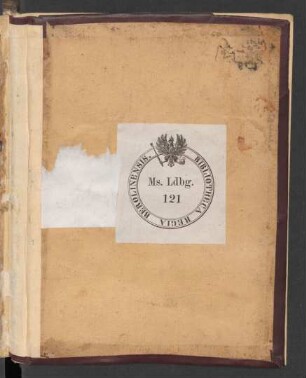 BIBLIOTHECA REGIA BEROLINENSIS.
Ms. Ldbg.
121